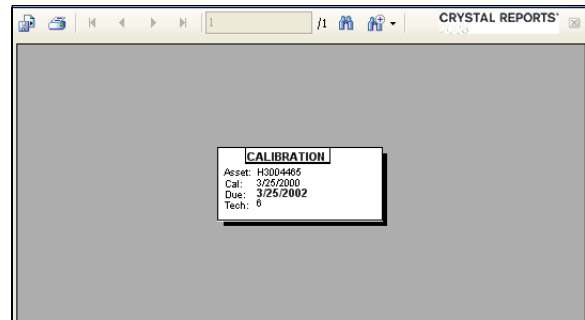 1 /1 CRYSTAL REPORTS'
CALIBRATION
Asset: H3004465
Cal: 3/25/2000
Due: 3/25/2002
Tech: 6